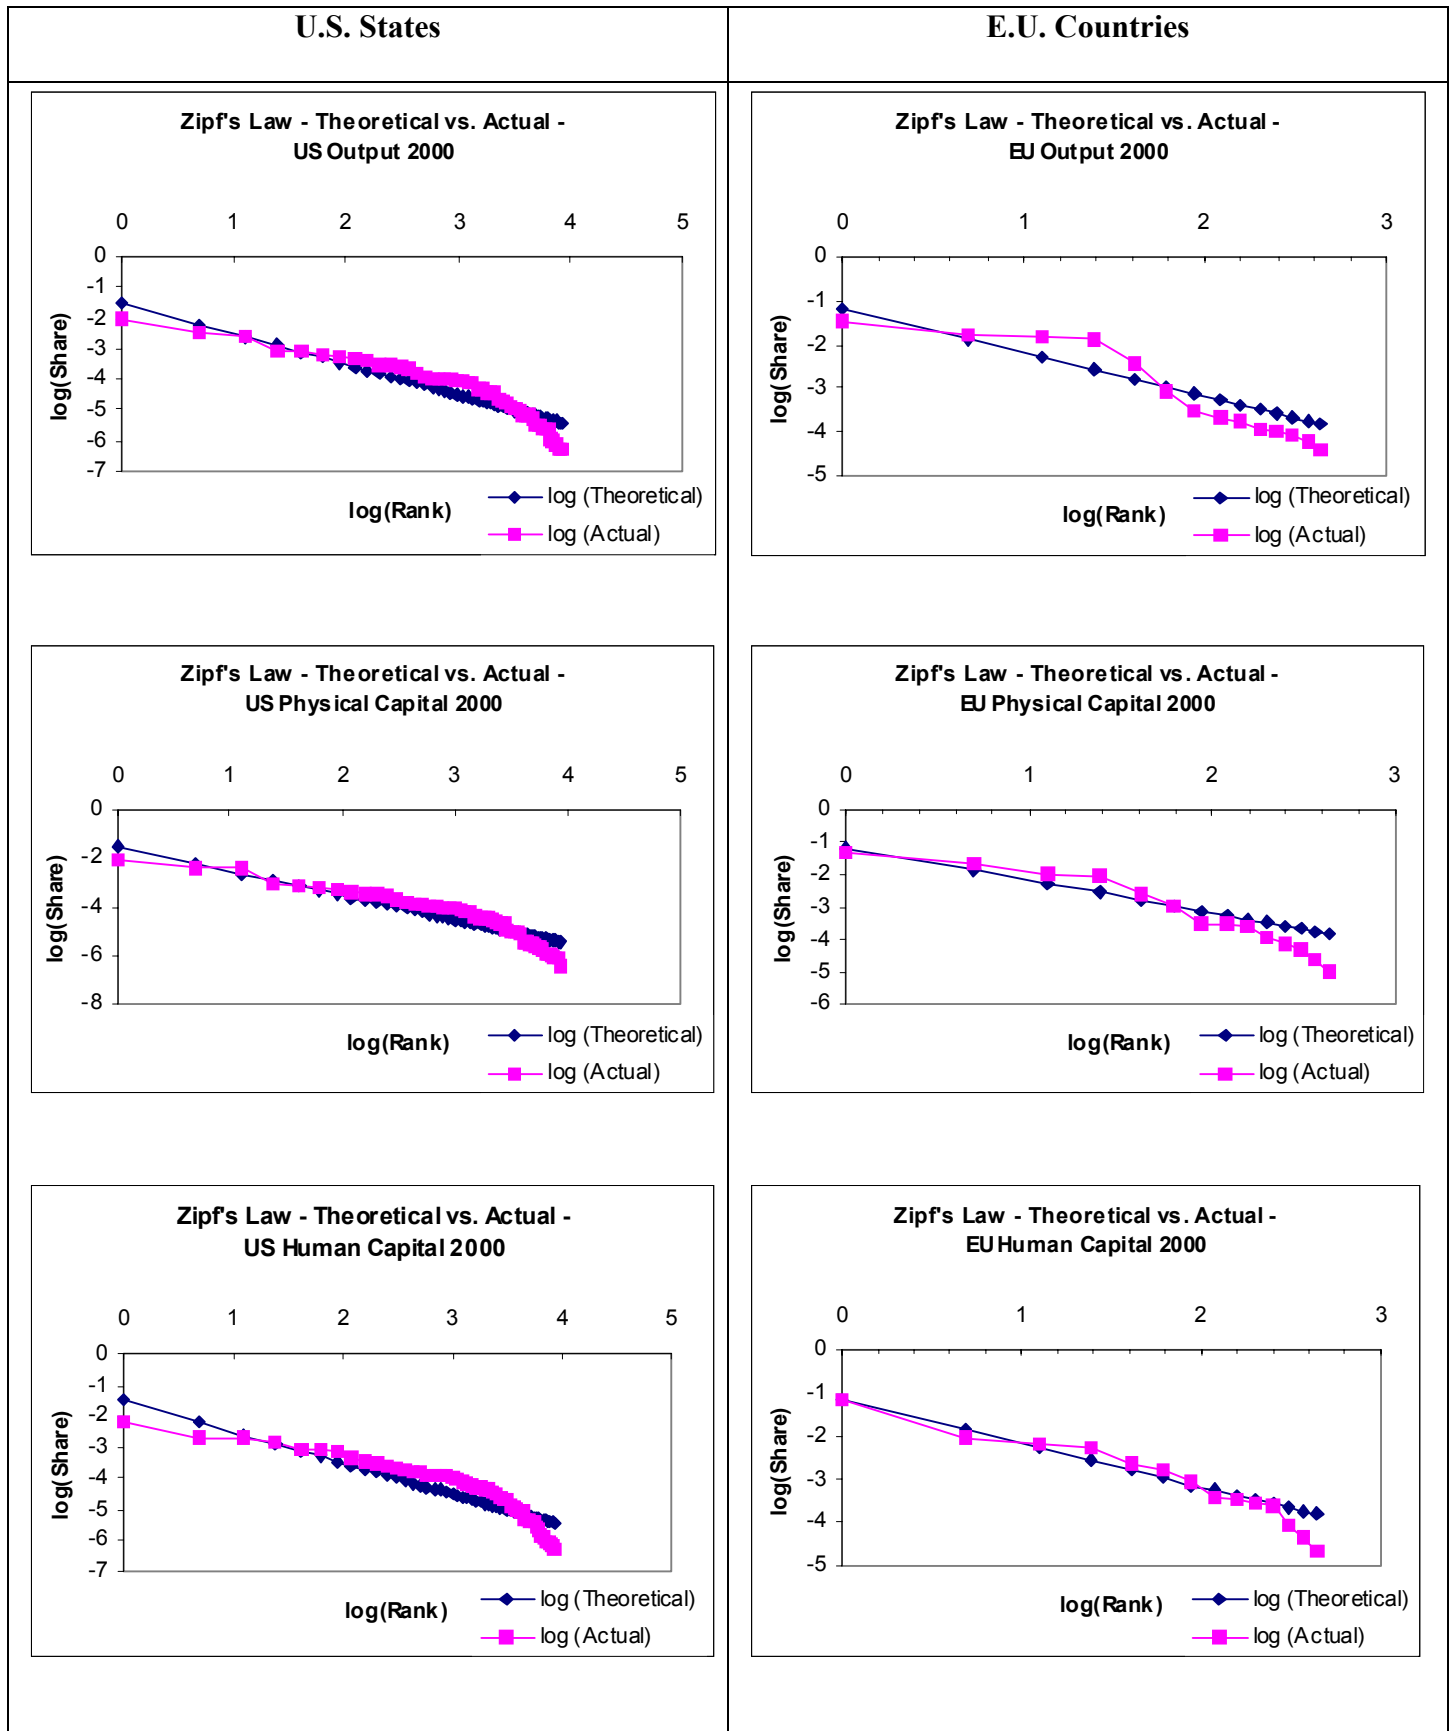 U.S. States
E.U. Countries
Zipf's Law - Theoretical vs. Actual -
US Output 2000
0 1 2 3 4 5
0
-1
-2
-3
-4
-5
-6
-7
log(Share)
log(Rank)
log (Theoretical)
log (Actual)
Zipf's Law - Theoretical vs. Actual -
EU Output 2000
0 1 2 3
0
-1
-2
-3
-4
-5
log(Share)
log(Rank)
log (Theoretical)
log (Actual)
Zipf's Law - Theoretical vs. Actual -
US Physical Capital 2000
0 1 2 3 4 5
0
-2
-4
-6
-8
log(Share)
log(Rank)
log (Theoretical)
log (Actual)
Zipf's Law - Theoretical vs. Actual -
EU Physical Capital 2000
0 1 2 3
0
-1
-2
-3
-4
-5
-6
log(Share)
log(Rank)
log (Theoretical)
log (Actual)
Zipf's Law - Theoretical vs. Actual -
US Human Capital 2000
0 1 2 3 4 5
0
-1
-2
-3
-4
-5
-6
-7
log(Share)
log(Rank)
log (Theoretical)
log (Actual)
Zipf's Law - Theoretical vs. Actual -
EU Human Capital 2000
0 1 2 3
0
-1
-2
-3
-4
-5
log(Share)
log(Rank)
log (Theoretical)
log (Actual)